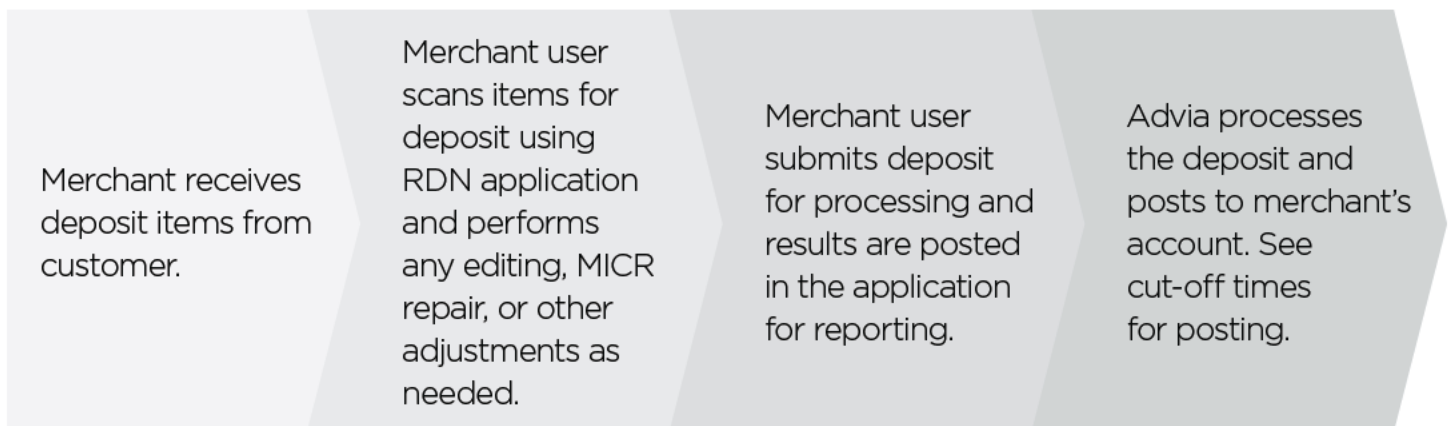 Merchant receives
deposit items from
customer.
Merchant user
scans items for
deposit using
RDN application
and performs
any editing, MICR
repair, or other
adjustments as
needed.
Merchant user
submits deposit
for processing and
results are posted
in the application
for reporting.
Advia processes
the deposit and
posts to merchant's
account. See
cut-off times
for posting.